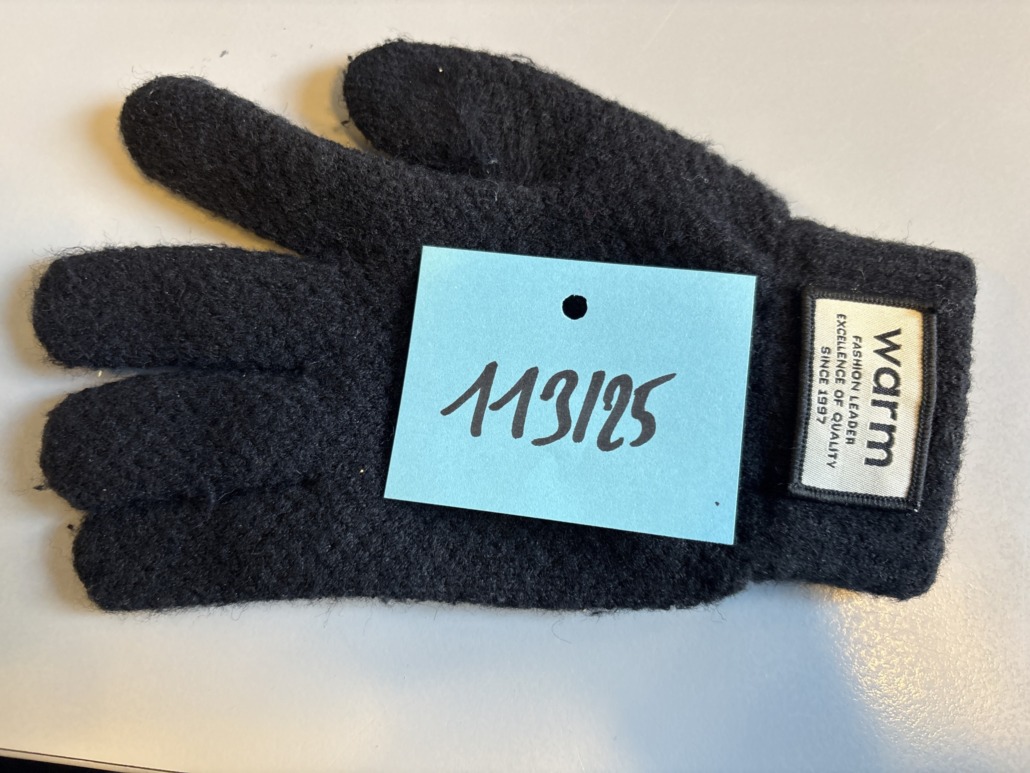 113/25
warm
FASHION LEADER
EXCELLENCE OF QUALITY
SINCE 1997